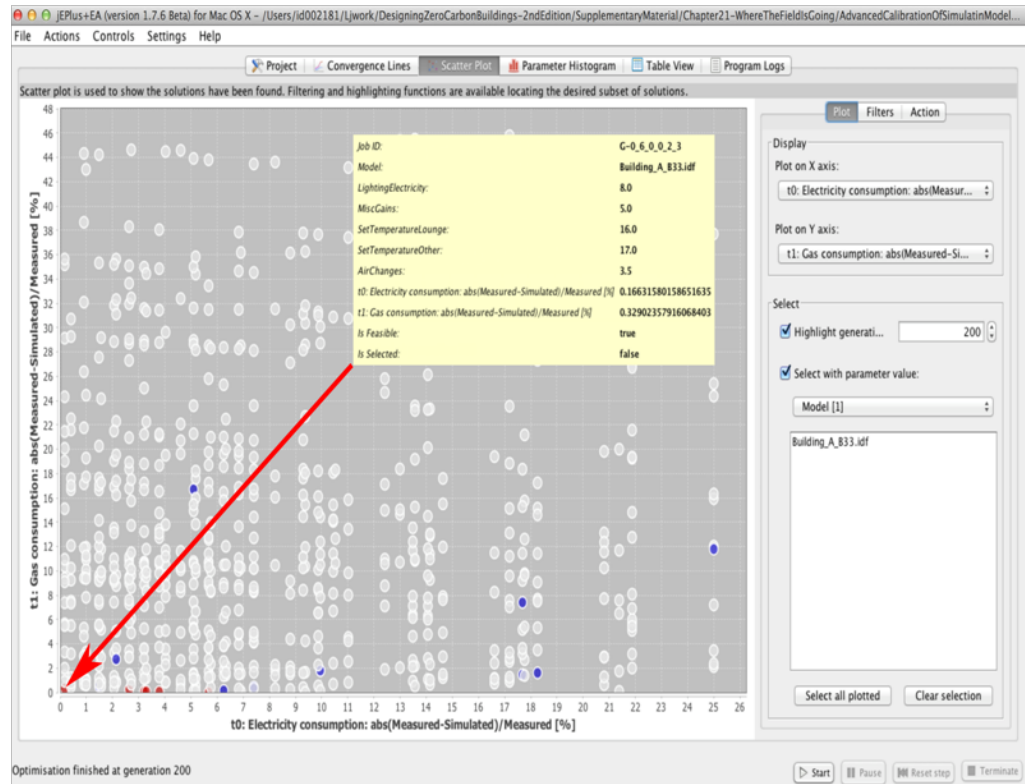 jEPlus+EA (version 1.7.6 Beta) for Mac OS X – /Users/id002181/Ljwork/DesigningZeroCarbonBuildings-2ndEdition/SupplementaryMaterial/Chapter21-WhereTheFieldIsGoing/AdvancedCalibrationOfSimulatinModel...
File Actions Controls Settings Help
Project Convergence Lines Scatter Plot Parameter Histogram Table View Program Logs
Scatter plot is used to show the solutions have been found. Filtering and highlighting functions are available locating the desired subset of solutions.
t1: Gas consumption: abs(Measured-Simulated)/Measured [%]
48
46
44
42
40
38
36
34
32
30
28
26
24
22
20
18
16
14
12
10
8
6
4
2
0
0 1 2 3 4 5 6 7 8 9 10 11 12 13 14 15 16 17 18 19 20 21 22 23 24 25 26
t0: Electricity consumption: abs(Measured-Simulated)/Measured [%]
Job ID: G-0_6_0_0_2_3
Model: Building_A_B33.idf
LightingElectricity: 8.0
MiscGains: 5.0
SetTemperatureLounge: 16.0
SetTemperatureOther: 17.0
AirChanges: 3.5
t0: Electricity consumption: abs(Measured-Simulated)/Measured [%] 0.16631580158651635
t1: Gas consumption: abs(Measured-Simulated)/Measured [%] 0.32902357916068403
Is Feasible: true
Is Selected: false
Plot Filters Action
Display
Plot on X axis:
t0: Electricity consumption: abs(Measur...
Plot on Y axis:
t1: Gas consumption: abs(Measured-Si...
Select
Highlight generati... 200
Select with parameter value:
Model [1]
Building_A_B33.idf
Select all plotted Clear selection
Optimisation finished at generation 200
Start Pause Reset step Terminate